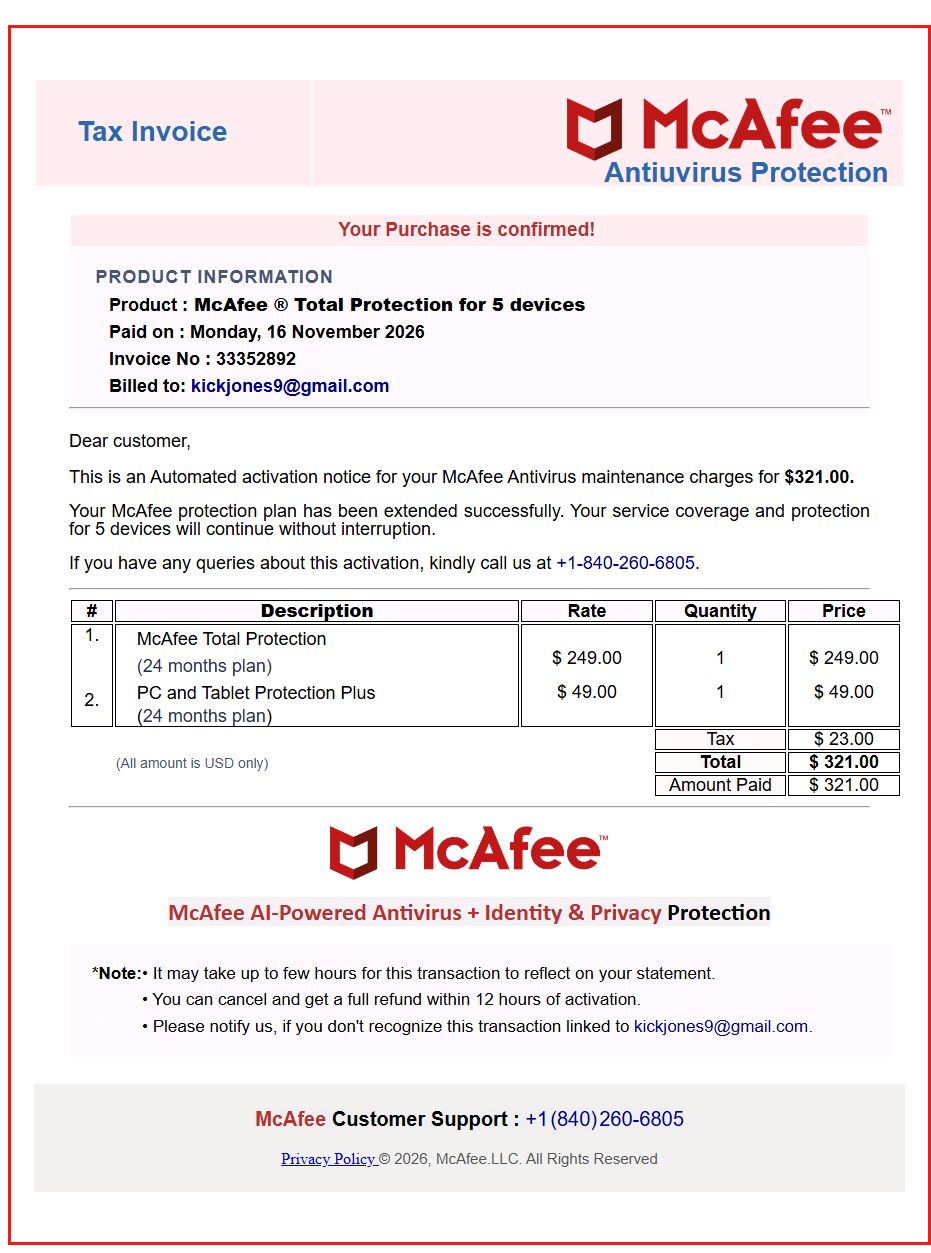 Tax Invoice
McAfee™
Antiuvirus Protection
Your Purchase is confirmed!
PRODUCT INFORMATION
Product : McAfee ® Total Protection for 5 devices
Paid on : Monday, 16 November 2026
Invoice No : 33352892
Billed to: kickjones9@gmail.com
Dear customer,
This is an Automated activation notice for your McAfee Antivirus maintenance charges for $321.00.
Your McAfee protection plan has been extended successfully. Your service coverage and protection
for 5 devices will continue without interruption.
If you have any queries about this activation, kindly call us at +1-840-260-6805.
# Description Rate Quantity Price
1. McAfee Total Protection
(24 months plan) $ 249.00 1 $ 249.00
2. PC and Tablet Protection Plus $ 49.00 1 $ 49.00
(24 months plan)
Tax $ 23.00
(All amount is USD only) Total $ 321.00
Amount Paid $ 321.00
McAfee™
McAfee AI-Powered Antivirus + Identity & Privacy Protection
*Note:• It may take up to few hours for this transaction to reflect on your statement.
• You can cancel and get a full refund within 12 hours of activation.
• Please notify us, if you don't recognize this transaction linked to kickjones9@gmail.com.
McAfee Customer Support : +1(840)260-6805
Privacy Policy © 2026, McAfee.LLC. All Rights Reserved